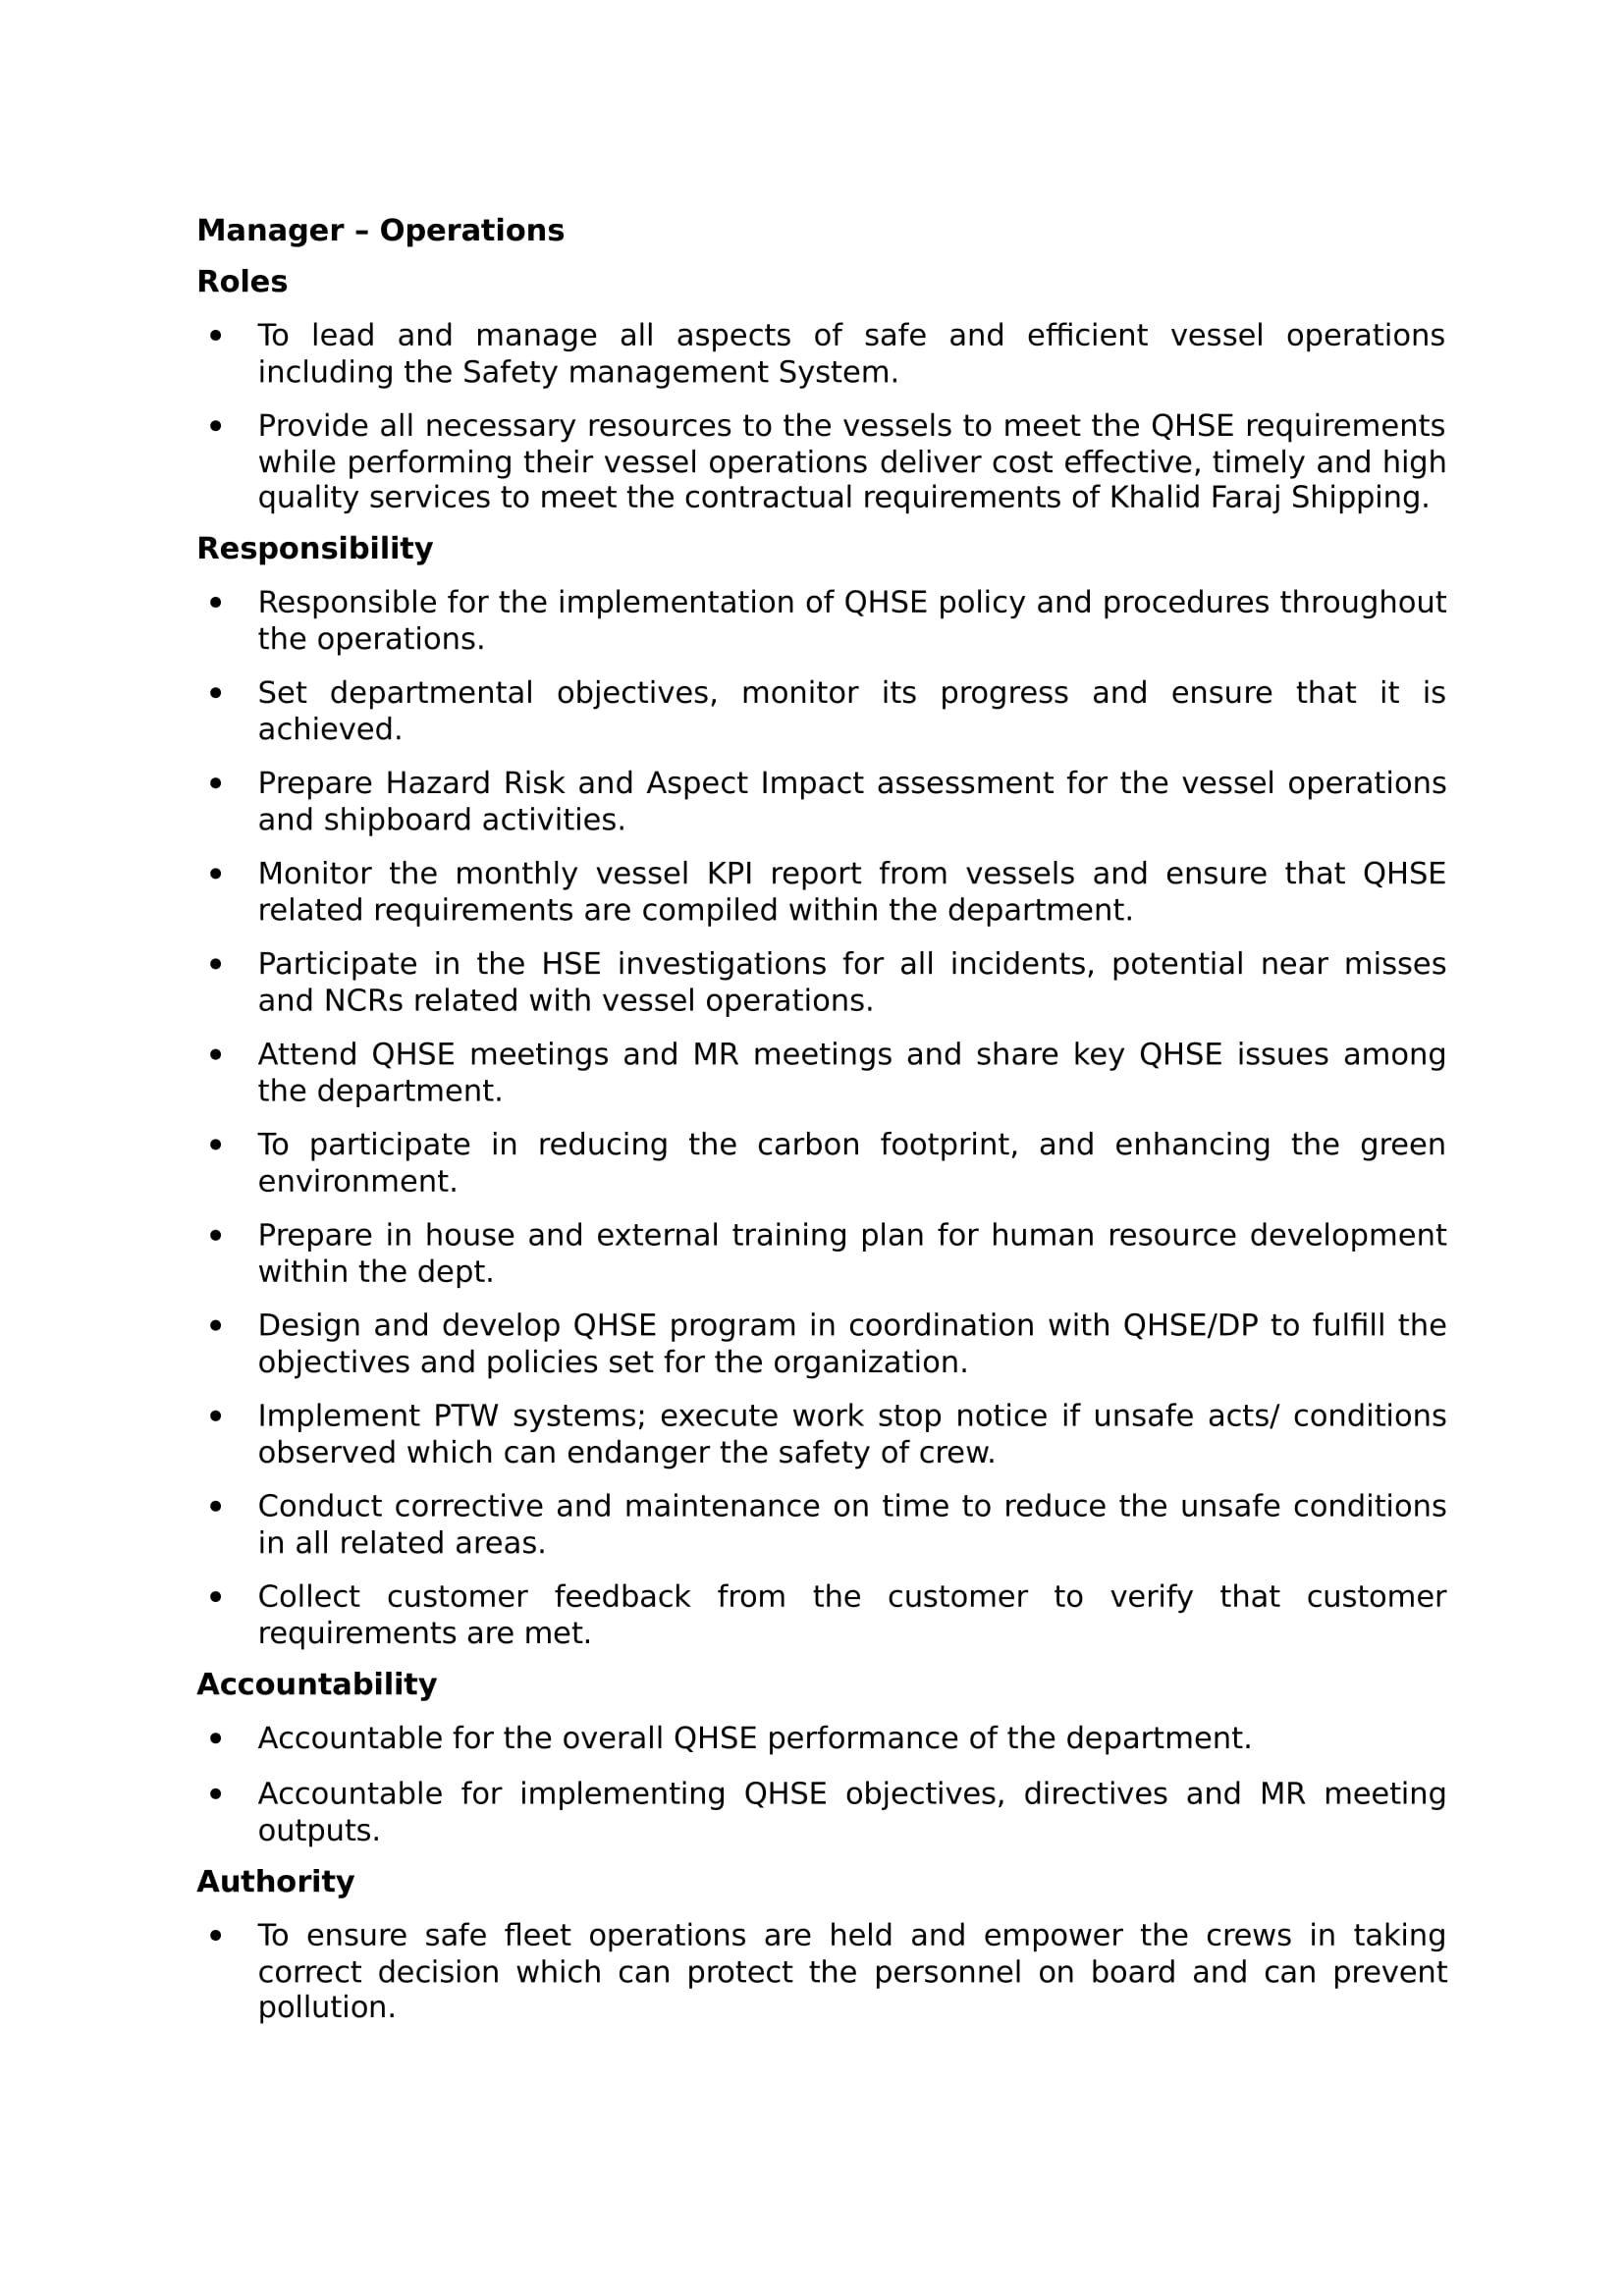 Manager – Operations
Roles
• To lead and manage all aspects of safe and efficient vessel operations
including the Safety management System.
• Provide all necessary resources to the vessels to meet the QHSE requirements
while performing their vessel operations deliver cost effective, timely and high
quality services to meet the contractual requirements of Khalid Faraj Shipping.
Responsibility
• Responsible for the implementation of QHSE policy and procedures throughout
the operations.
• Set departmental objectives, monitor its progress and ensure that it is
achieved.
• Prepare Hazard Risk and Aspect Impact assessment for the vessel operations
and shipboard activities.
• Monitor the monthly vessel KPI report from vessels and ensure that QHSE
related requirements are compiled within the department.
• Participate in the HSE investigations for all incidents, potential near misses
and NCRs related with vessel operations.
• Attend QHSE meetings and MR meetings and share key QHSE issues among
the department.
• To participate in reducing the carbon footprint, and enhancing the green
environment.
• Prepare in house and external training plan for human resource development
within the dept.
• Design and develop QHSE program in coordination with QHSE/DP to fulfill the
objectives and policies set for the organization.
• Implement PTW systems; execute work stop notice if unsafe acts/ conditions
observed which can endanger the safety of crew.
• Conduct corrective and maintenance on time to reduce the unsafe conditions
in all related areas.
• Collect customer feedback from the customer to verify that customer
requirements are met.
Accountability
• Accountable for the overall QHSE performance of the department.
• Accountable for implementing QHSE objectives, directives and MR meeting
outputs.
Authority
• To ensure safe fleet operations are held and empower the crews in taking
correct decision which can protect the personnel on board and can prevent
pollution.